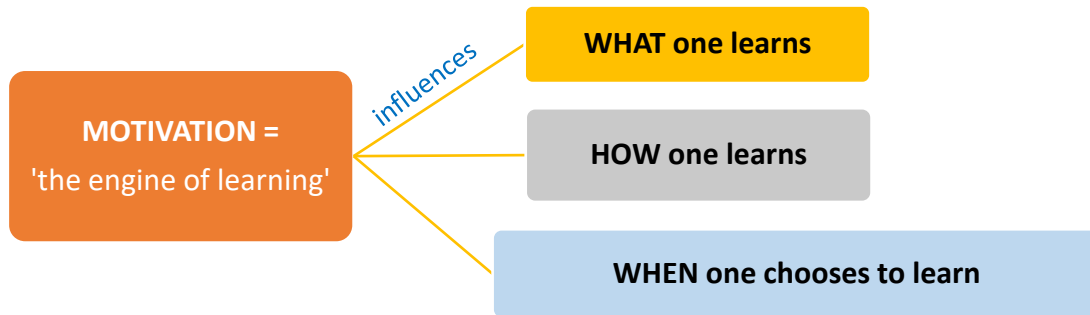 MOTIVATION =
'the engine of learning'
influences
WHAT one learns
HOW one learns
WHEN one chooses to learn